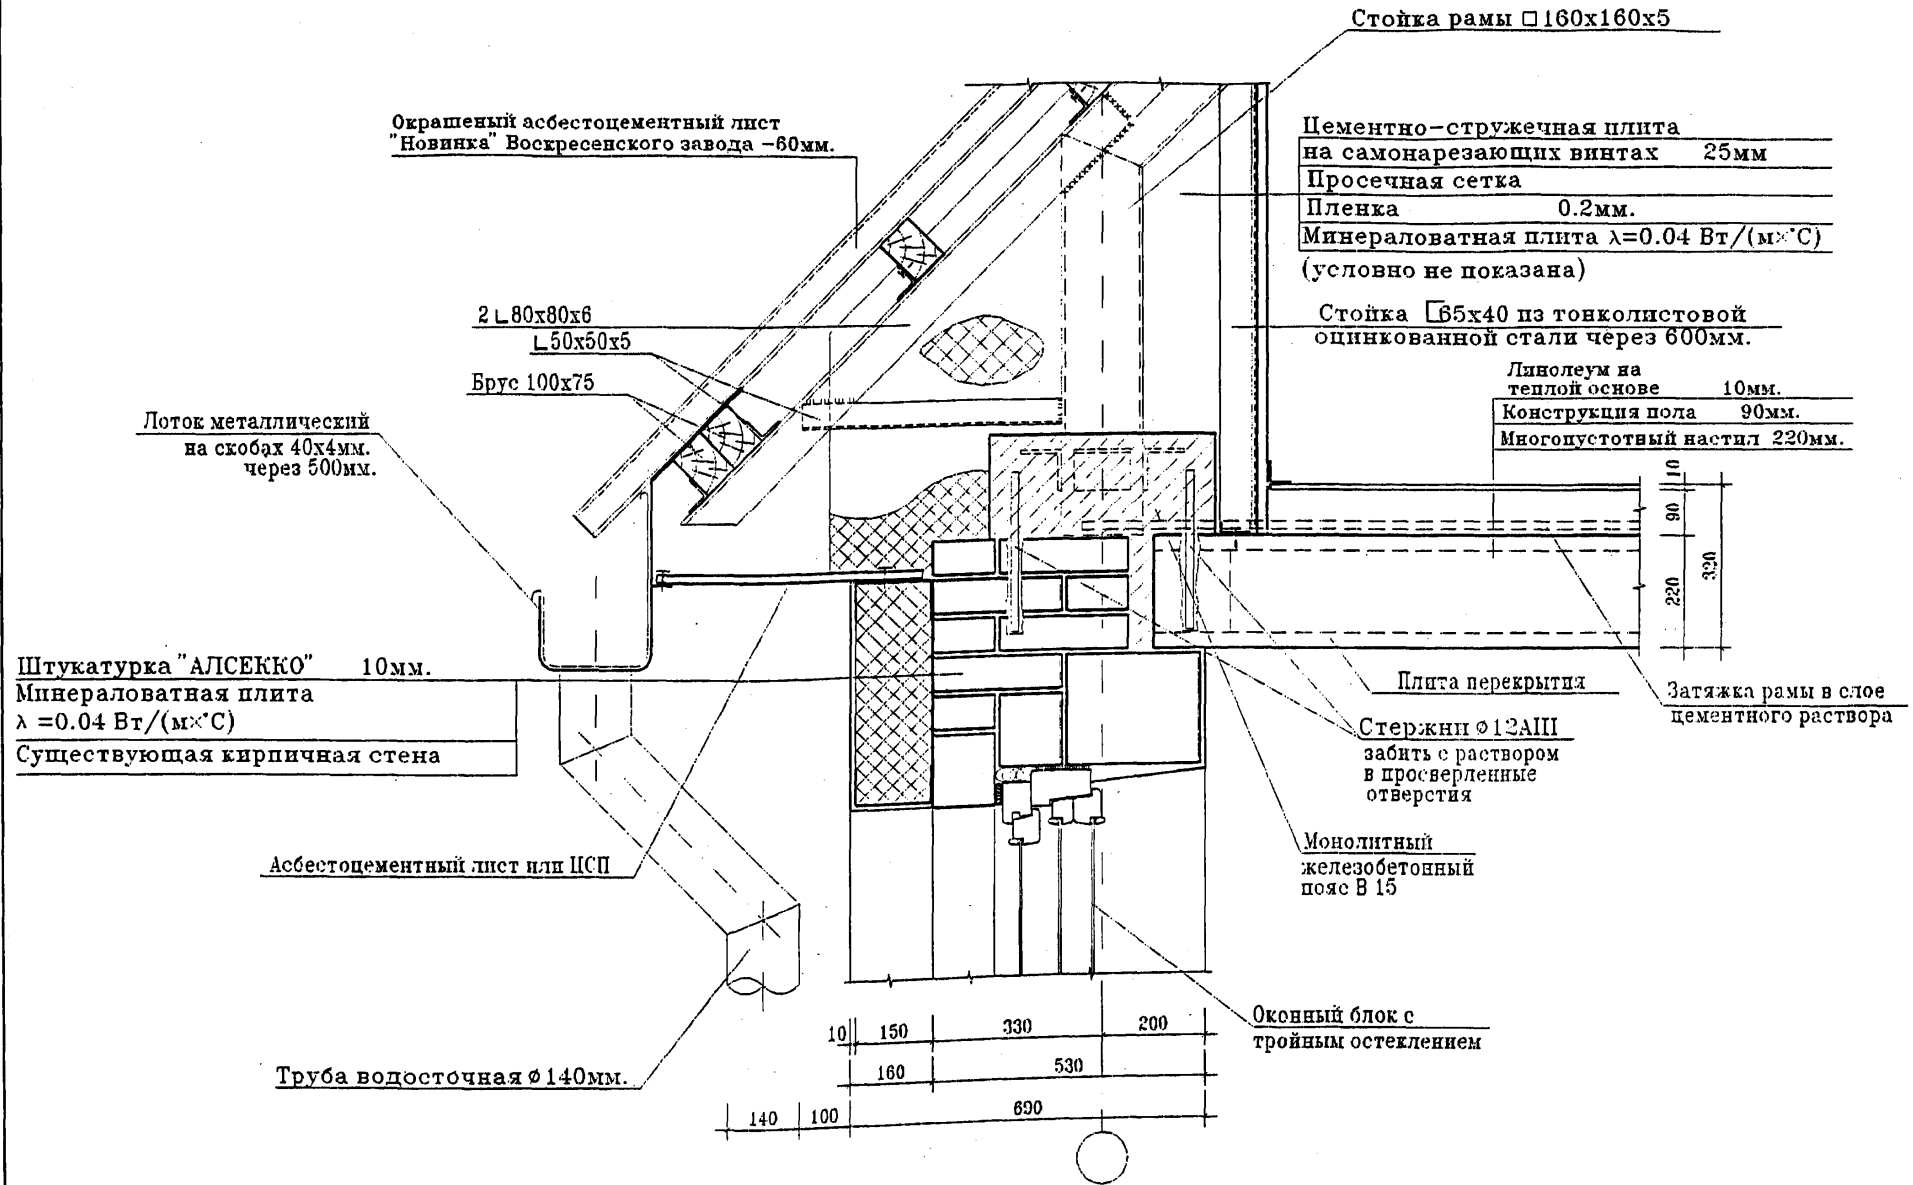 Стойка рамы □160х160х5
Окрашеный асбестоцементный лист
"Новинка" Воскресенского завода –60мм.
Цементно–стружечная плита
на самонарезающих винтах 25мм
Просечная сетка
Пленка 0.2мм.
Минераловатная плита λ=0.04 Вт/(м×°С)
(условно не показана)
2∟80х80х6
∟50х50х5
Брус 100х75
Стойка [65х40 из тонколистовой
оцинкованной стали через 600мм.
Линолеум на
теплой основе 10мм.
Конструкция пола 90мм.
Многопустотный настил 220мм.
Лоток металлический
на скобах 40х4мм.
через 500мм.
10
90
220
320
Штукатурка "АЛСЕККО" 10мм.
Минераловатная плита
λ =0.04 Вт/(м×°С)
Существующая кирпичная стена
Плита перекрытия
Затяжка рамы в слое
цементного раствора
Стержни ⌀12АIII
забить с раствором
в просверленные
отверстия
Асбестоцементный лист или ЦСП
Монолитный
железобетонный
пояс В 15
Оконный блок с
тройным остеклением
Труба водосточная ⌀140мм.
10 150 330 200
160 530
140 100 690